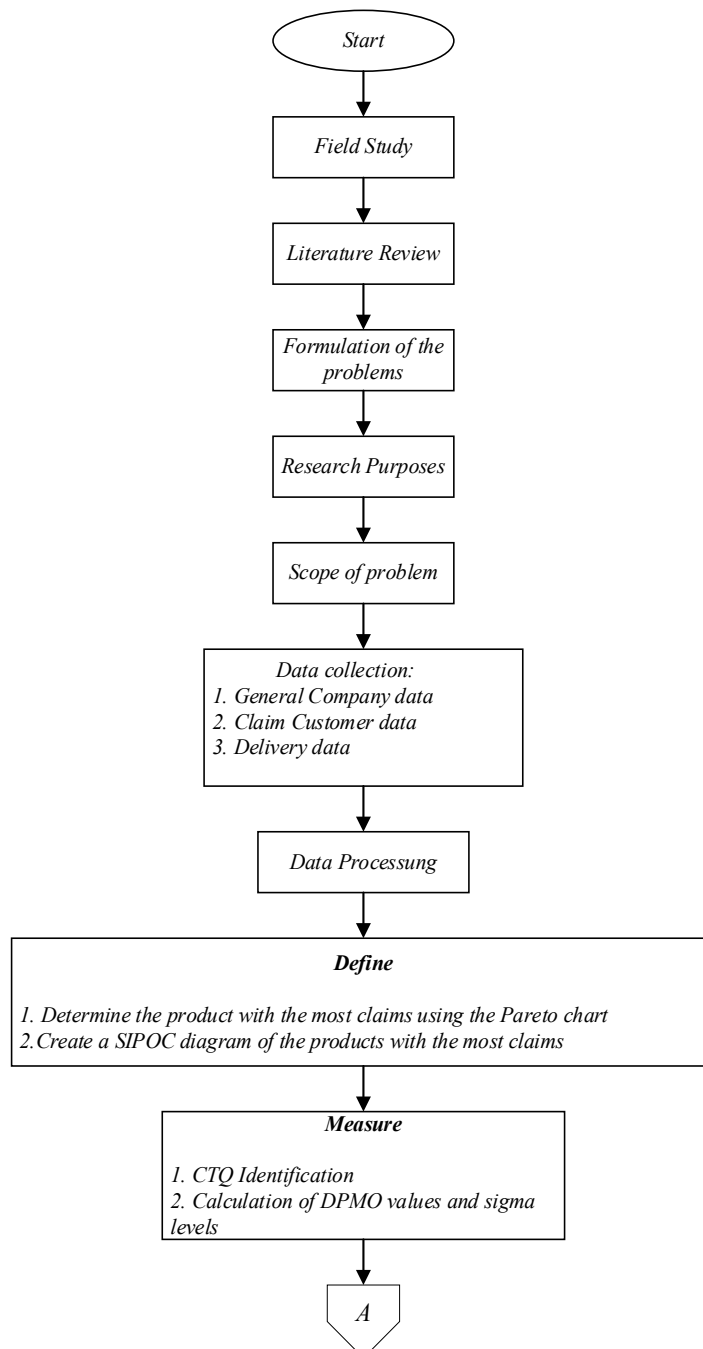 Start
Field Study
Literature Review
Formulation of the
problems
Research Purposes
Scope of problem
Data collection:
1. General Company data
2. Claim Customer data
3. Delivery data
Data Processung
Define
1. Determine the product with the most claims using the Pareto chart
2.Create a SIPOC diagram of the products with the most claims
Measure
1. CTQ Identification
2. Calculation of DPMO values and sigma
levels
A